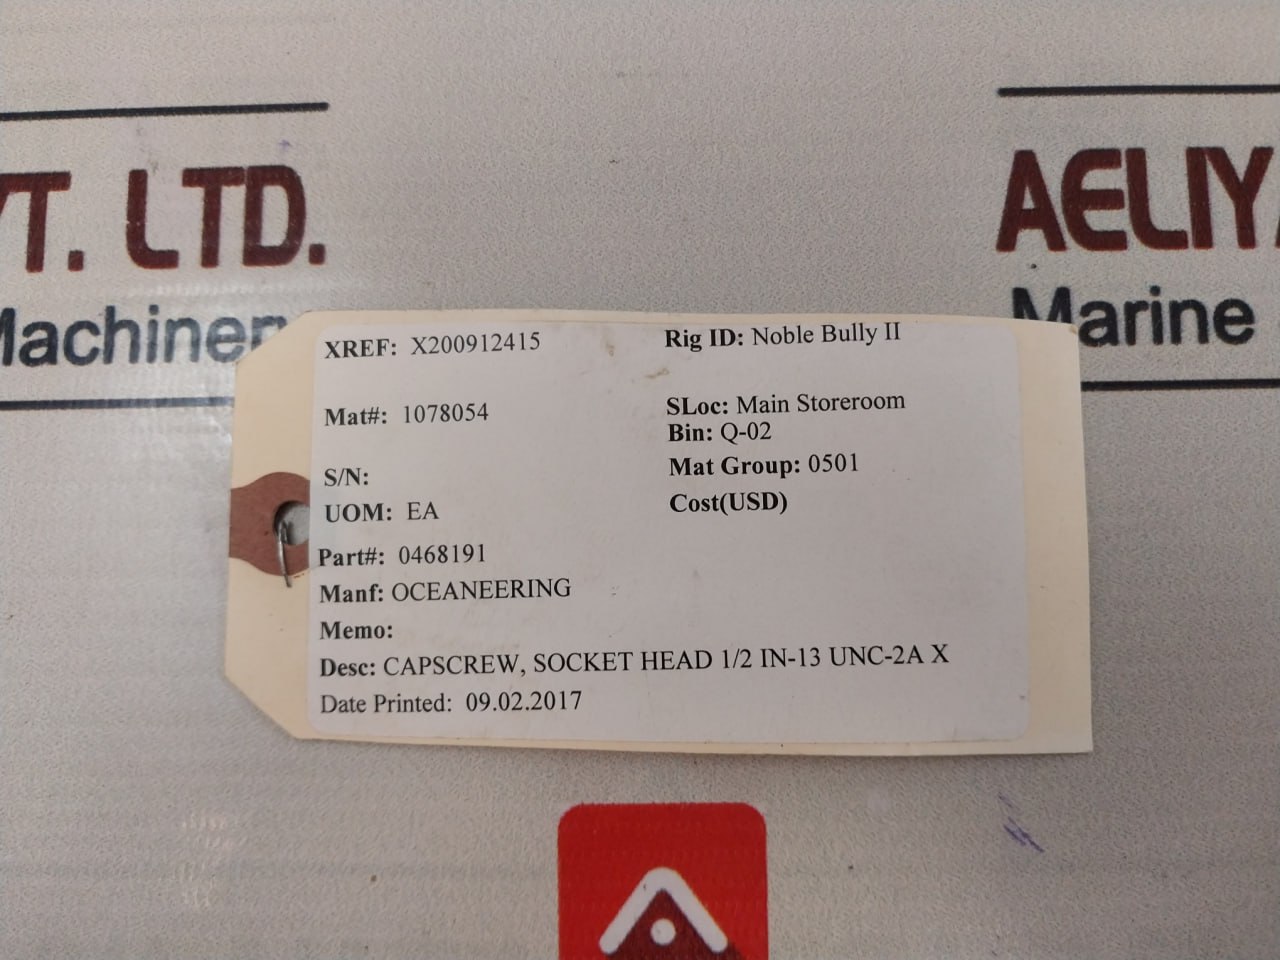 T. LTD.
Machinery
AELIYA
Marine
XREF: X200912415
Rig ID: Noble Bully II
Mat#: 1078054
SLoc: Main Storeroom
Bin: Q-02
S/N:
Mat Group: 0501
UOM: EA
Cost(USD)
Part#: 0468191
Manf: OCEANEERING
Memo:
Desc: CAPSCREW, SOCKET HEAD 1/2 IN-13 UNC-2A X
Date Printed: 09.02.2017